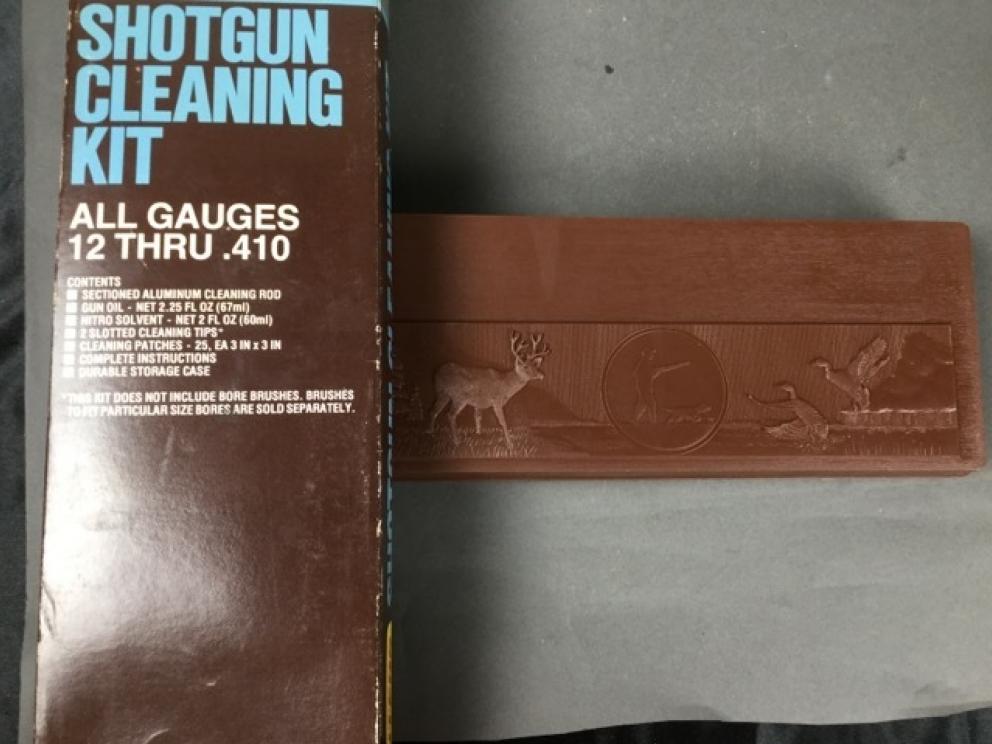 SHOTGUN
CLEANING
KIT
ALL GAUGES
12 THRU .410
CONTENTS
■ SECTIONED ALUMINUM CLEANING ROD
■ GUN OIL - NET 2.25 FL OZ (67ml)
■ NITRO SOLVENT - NET 2 FL OZ (60ml)
■ 2 SLOTTED CLEANING TIPS*
■ CLEANING PATCHES - 25, EA 3 IN x 3 IN
■ COMPLETE INSTRUCTIONS
■ DURABLE STORAGE CASE
*THIS KIT DOES NOT INCLUDE BORE BRUSHES. BRUSHES
TO FIT PARTICULAR SIZE BORES ARE SOLD SEPARATELY.